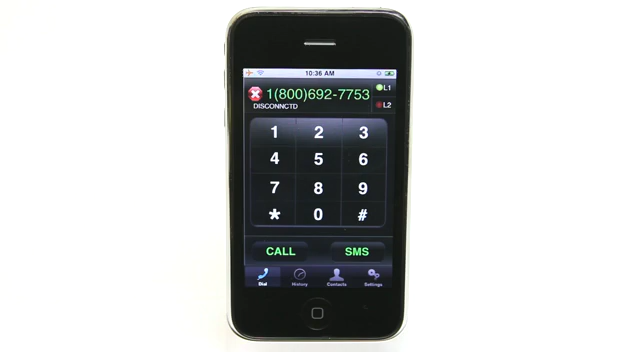 10:36 AM
1(800)692-7753
L1
DISCONNCTD
L2
1 2 3
4 5 6
7 8 9
* 0 #
CALL SMS
Dial History Contacts Settings